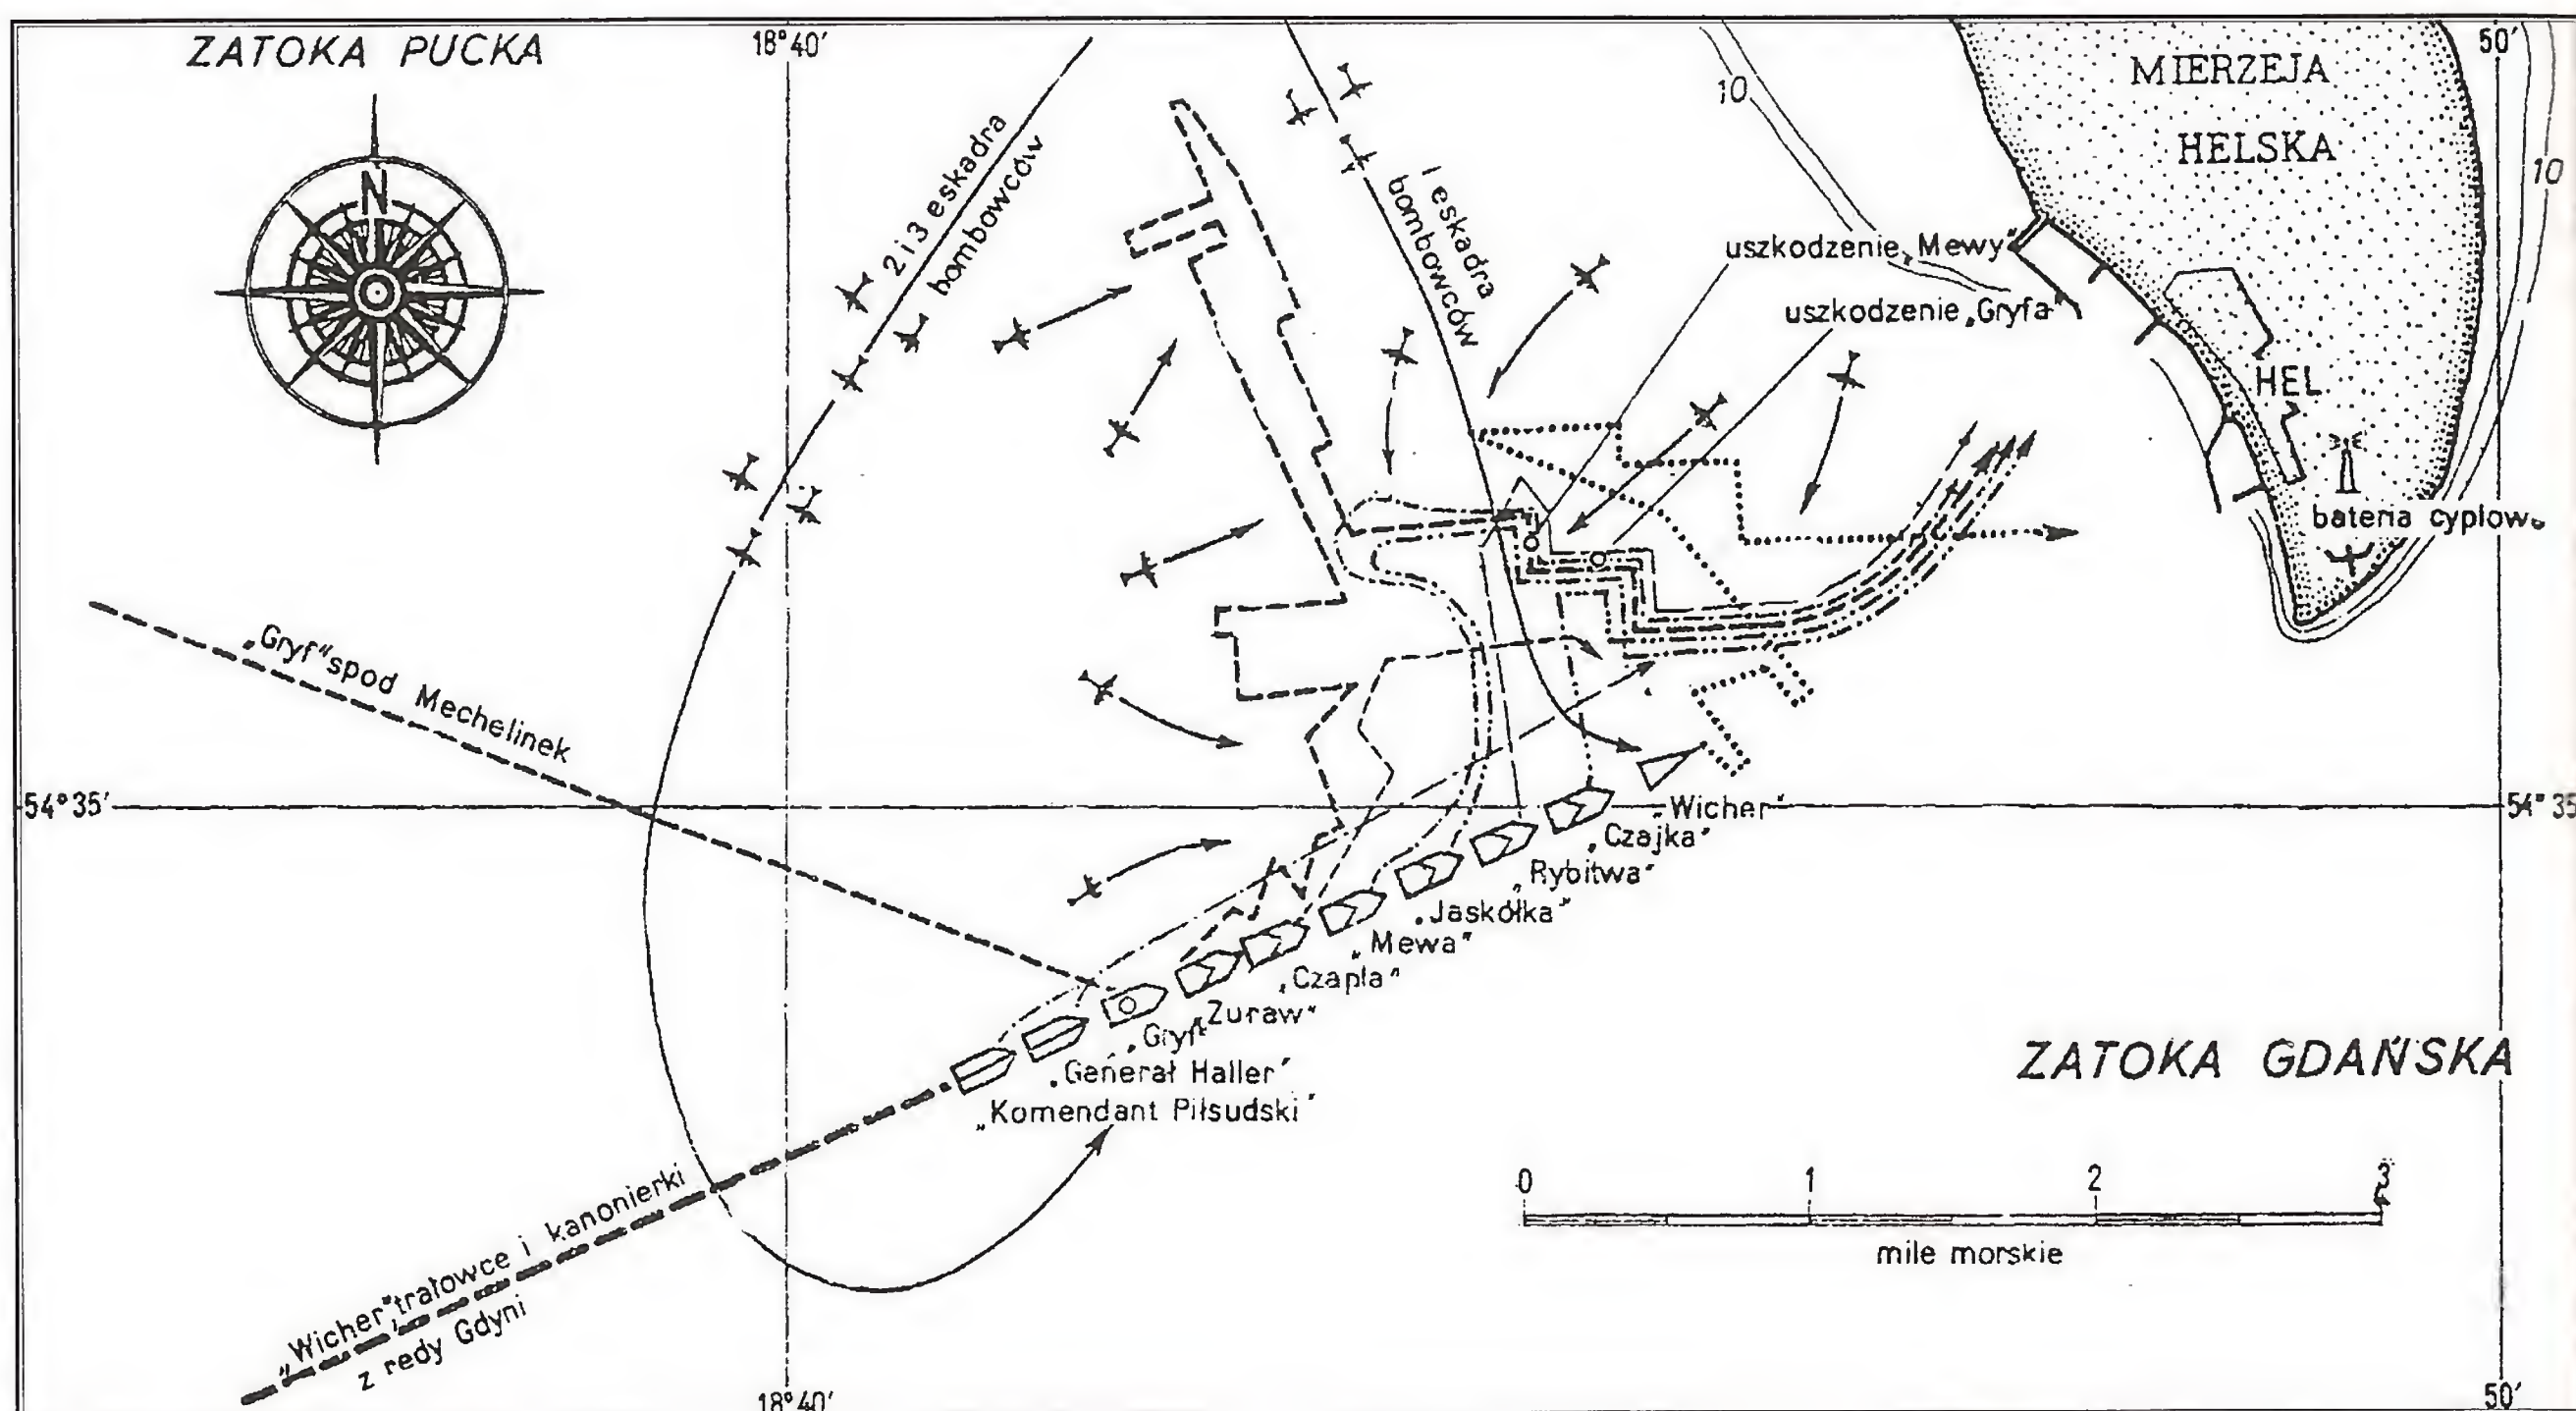 ZATOKA PUCKA
18°40′
50′
MIERZEJA
HELSKA
10
10
N
2 i 3 eskadra
bombowców
I eskadra
bombowców
uszkodzenie „Mewy”
uszkodzenie „Gryfa”
HEL
bateria cyplowa
„Gryf” spod Mechelinek
54°35′
54°35
„Wicher”
„Czajka”
„Rybitwa”
„Jaskółka”
„Mewa”
„Czapla”
„Żuraw”
„Gryf”
„Generał Haller”
„Komendant Piłsudski”
ZATOKA GDAŃSKA
0 1 2 3
mile morskie
„Wicher”, trałowce i kanonierki
z redy Gdyni
18°40′
50′